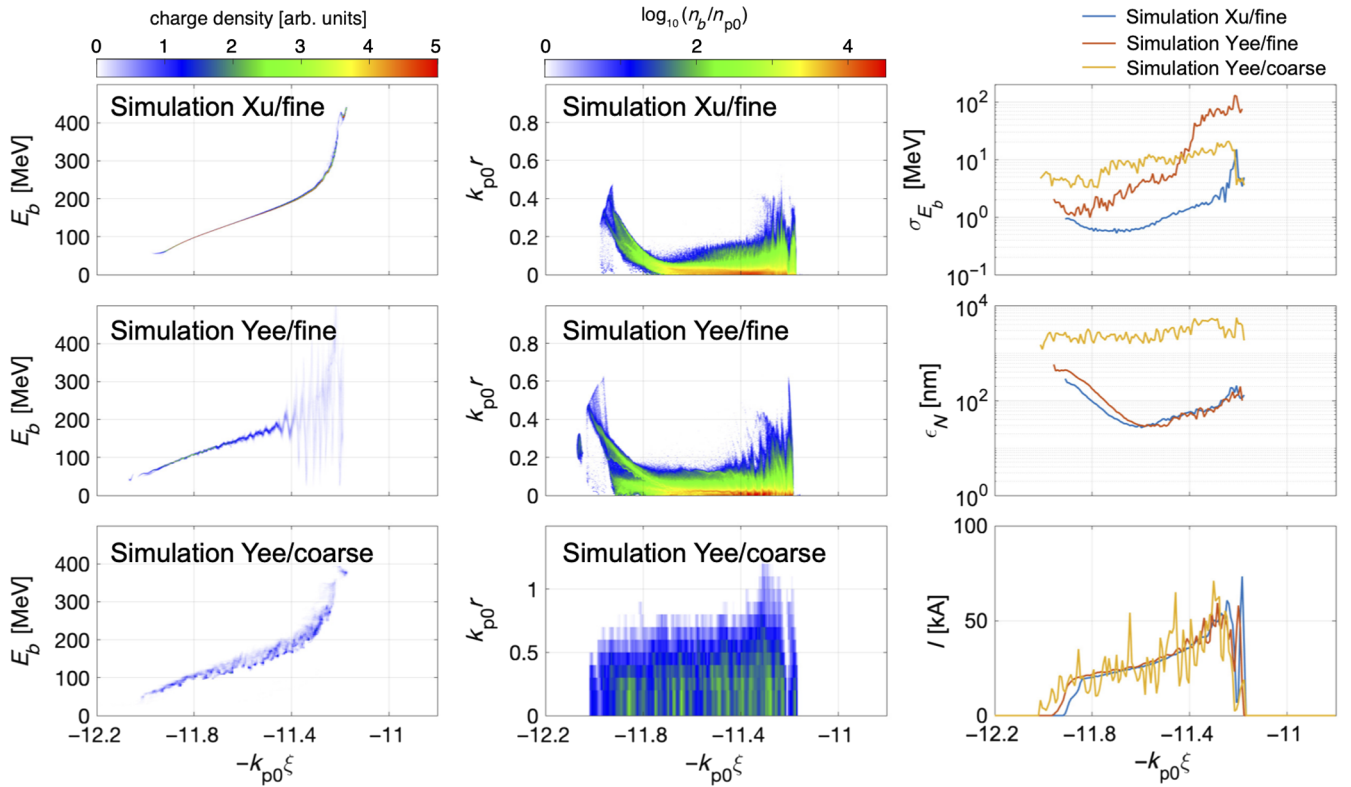 charge density [arb. units]
0 1 2 3 4 5
log₁₀(n_b/n_p0)
0 2 4
Simulation Xu/fine
Simulation Yee/fine
Simulation Yee/coarse
Simulation Xu/fine
E_b [MeV]
400
300
200
100
0
Simulation Xu/fine
k_p0 r
0.8
0.6
0.4
0.2
0
σ_E_b [MeV]
10²
10¹
10⁰
10⁻¹
Simulation Yee/fine
E_b [MeV]
400
300
200
100
0
Simulation Yee/fine
k_p0 r
0.8
0.6
0.4
0.2
0
ϵ_N [nm]
10⁴
10²
10⁰
Simulation Yee/coarse
E_b [MeV]
400
300
200
100
0
−12.2 −11.8 −11.4 −11
−k_p0 ξ
Simulation Yee/coarse
k_p0 r
1
0.5
0
−12.2 −11.8 −11.4 −11
−k_p0 ξ
I [kA]
100
50
0
−12.2 −11.8 −11.4 −11
−k_p0 ξ